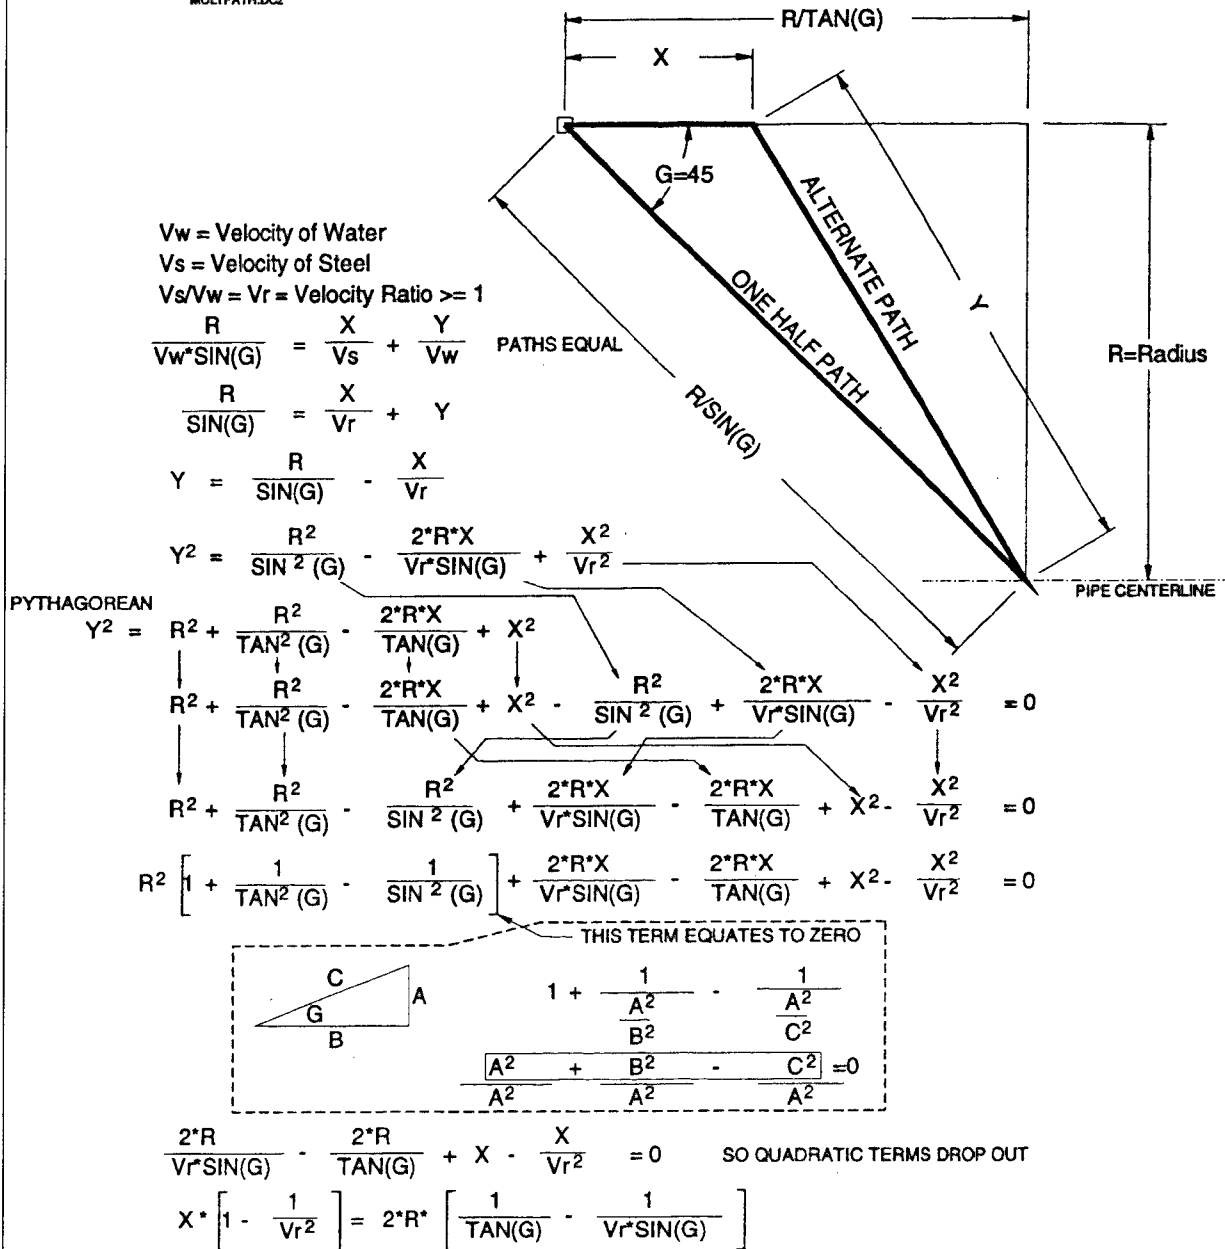 MULTPATH.DC2
R/TAN(G)
X
G=45
ALTERNATE PATH
ONE HALF PATH
Y
R/SIN(G)
R=Radius
PIPE CENTERLINE
Vw = Velocity of Water
Vs = Velocity of Steel
Vs/Vw = Vr = Velocity Ratio >= 1
R/(Vw*SIN(G)) = X/Vs + Y/Vw PATHS EQUAL
R/SIN(G) = X/Vr + Y
Y = R/SIN(G) - X/Vr
Y² = R²/SIN²(G) - 2*R*X/(Vr*SIN(G)) + X²/Vr²
PYTHAGOREAN
Y² = R² + R²/TAN²(G) - 2*R*X/TAN(G) + X²
R² + R²/TAN²(G) - 2*R*X/TAN(G) + X² - R²/SIN²(G) + 2*R*X/(Vr*SIN(G)) - X²/Vr² = 0
R² + R²/TAN²(G) - R²/SIN²(G) + 2*R*X/(Vr*SIN(G)) - 2*R*X/TAN(G) + X² - X²/Vr² = 0
R² [1 + 1/TAN²(G) - 1/SIN²(G)] + 2*R*X/(Vr*SIN(G)) - 2*R*X/TAN(G) + X² - X²/Vr² = 0
THIS TERM EQUATES TO ZERO
C
G
A
B
1 + 1/(A²/B²) - 1/(A²/C²)
A²/A² + B²/A² - C²/A² =0
2*R/(Vr*SIN(G)) - 2*R/TAN(G) + X - X/Vr² = 0 SO QUADRATIC TERMS DROP OUT
X * [1 - 1/Vr²] = 2*R* [1/TAN(G) - 1/(Vr*SIN(G))]